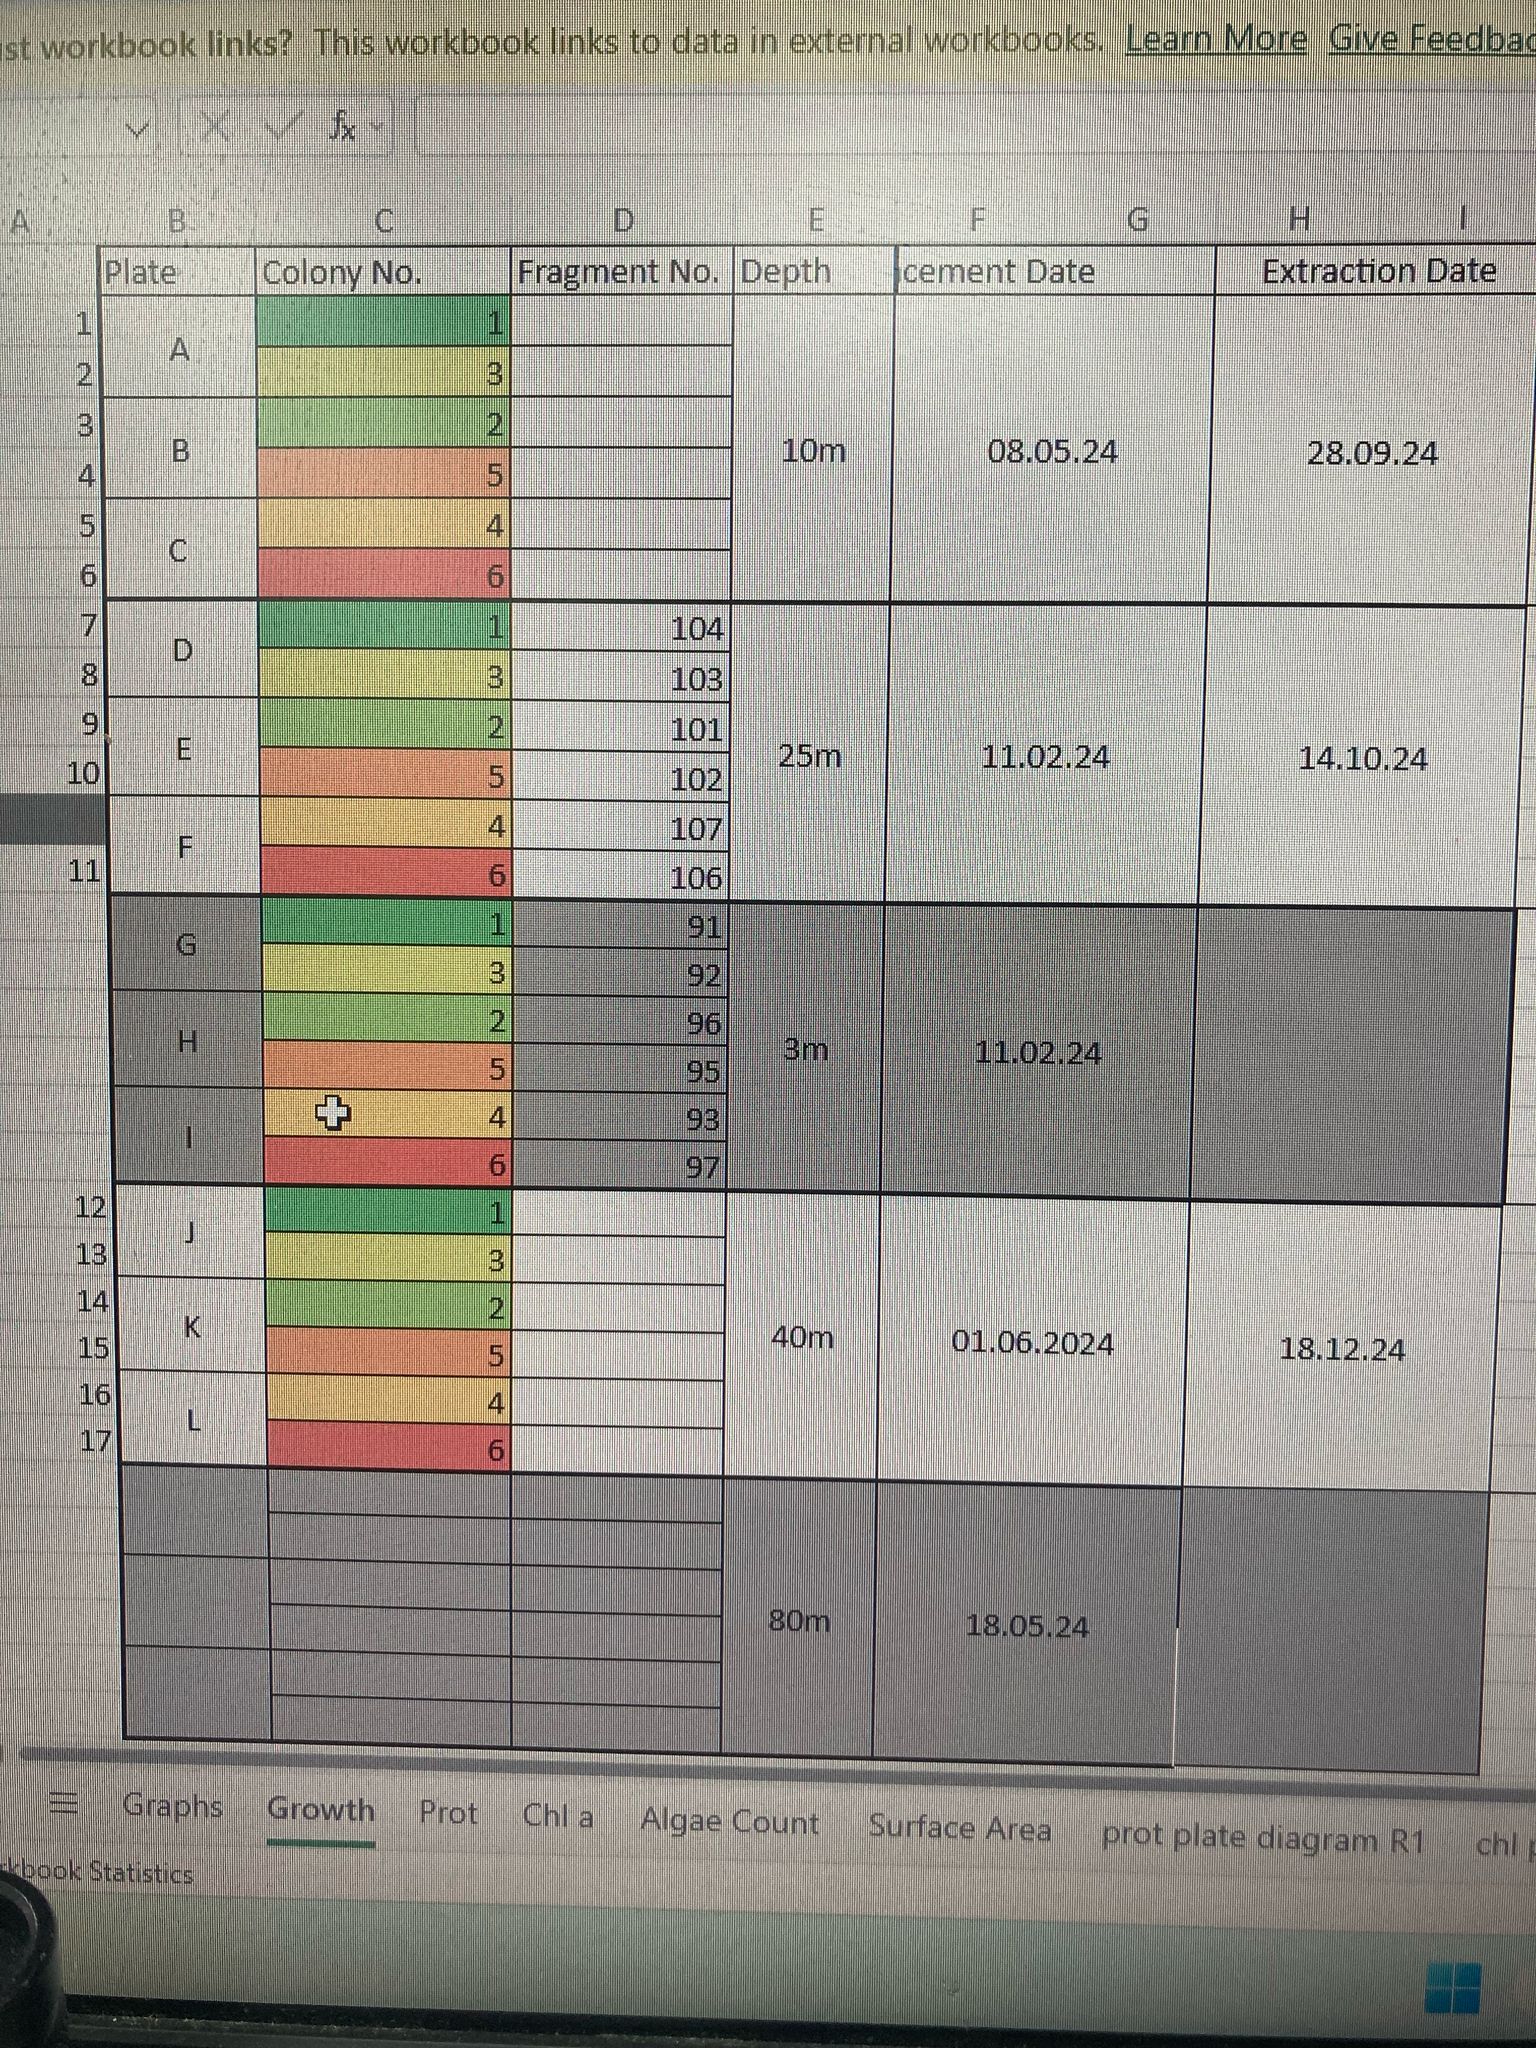 st workbook links? This workbook links to data in external workbooks. Learn More Give Feedbac
fx
A B C D E F G H I
Plate Colony No. Fragment No. Depth cement Date Extraction Date
1 A 1 10m 08.05.24 28.09.24
2 3
3 B 2
4 5
5 C 4
6 6
7 D 1 104 25m 11.02.24 14.10.24
8 3 103
9 E 2 101
10 5 102
F 4 107
11 6 106
G 1 91 3m 11.02.24
3 92
H 2 96
5 95
I 4 93
6 97
12 J 1 40m 01.06.2024 18.12.24
13 3
14 K 2
15 5
16 L 4
17 6
80m 18.05.24
Graphs Growth Prot Chl a Algae Count Surface Area prot plate diagram R1 chl p
kbook Statistics